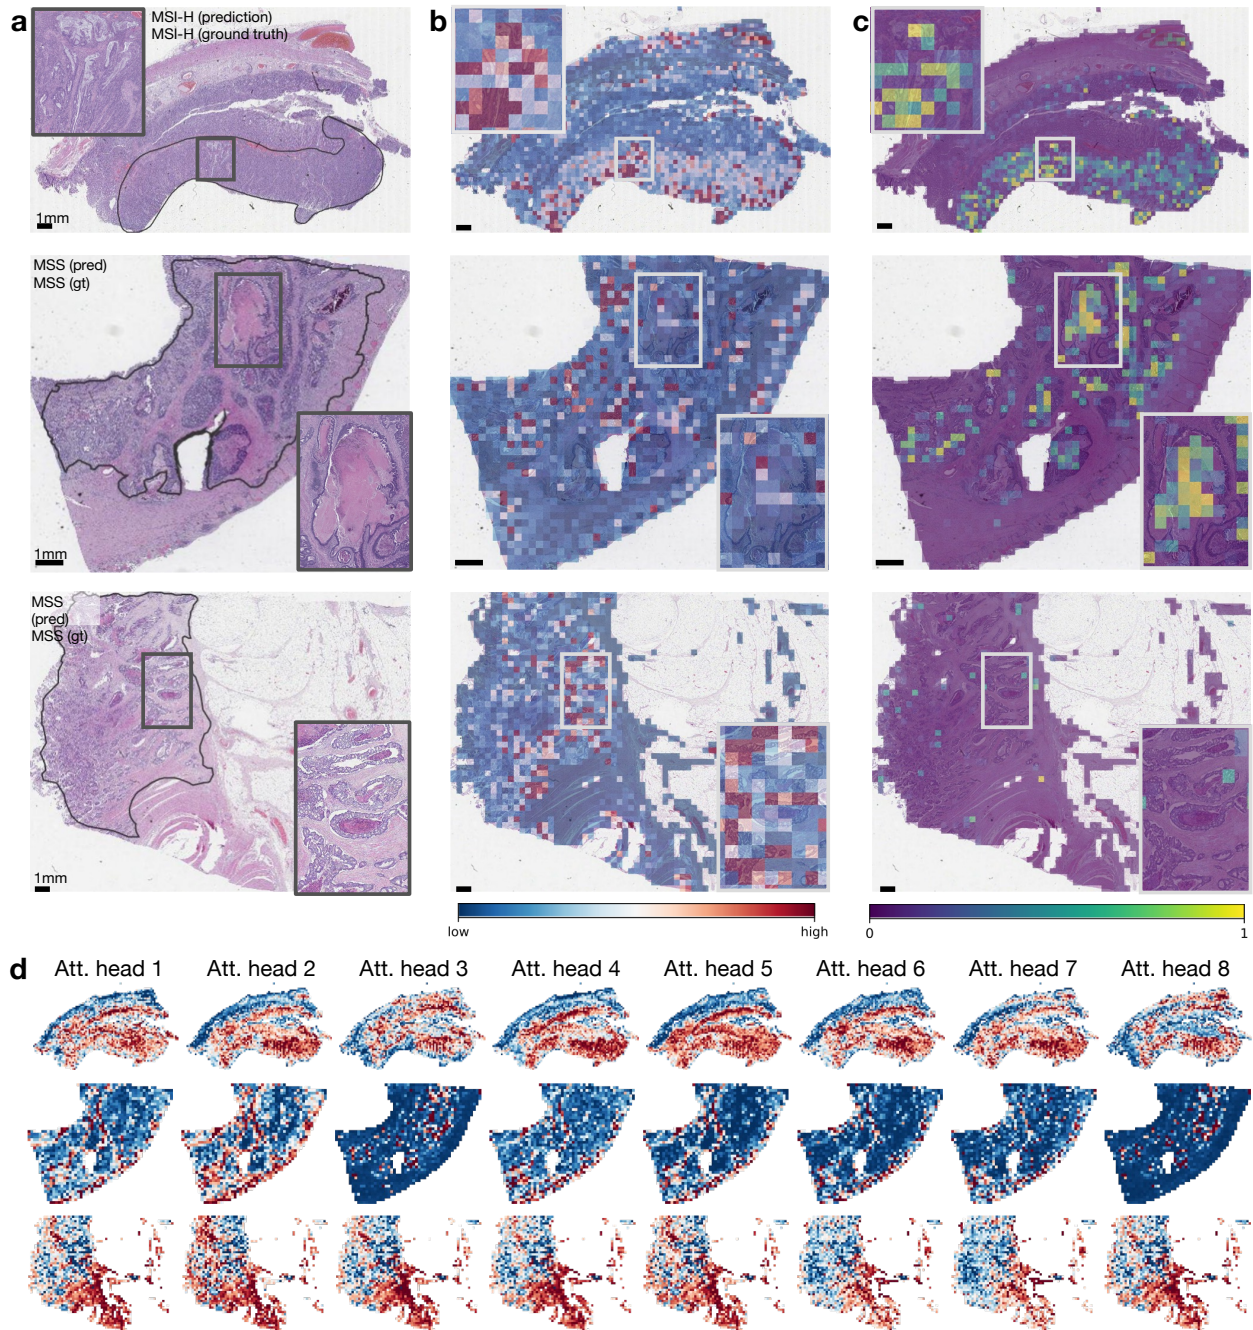 a
MSI-H (prediction)
MSI-H (ground truth)
b
c
1mm
MSS (pred)
MSS (gt)
1mm
MSS
(pred)
MSS (gt)
1mm
low
high
0
1
d
Att. head 1
Att. head 2
Att. head 3
Att. head 4
Att. head 5
Att. head 6
Att. head 7
Att. head 8